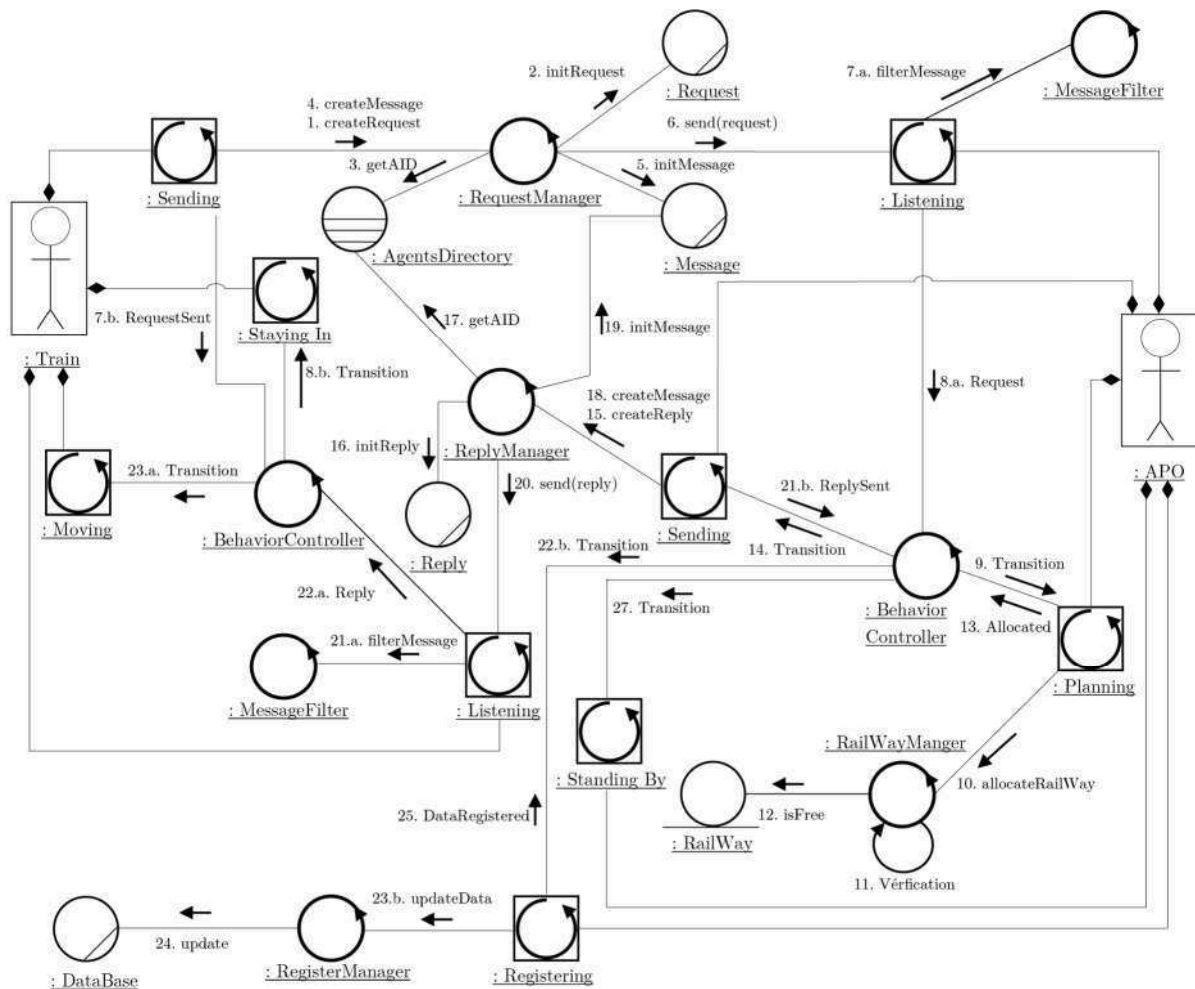 2. initRequest
: Request
7.a. filterMessage
: MessageFilter
4. createMessage
1. createRequest
6. send(request)
3. getAID
5. initMessage
: Sending
: RequestManager
: Listening
: AgentsDirectory
: Message
7.b. RequestSent
: Staying In
17. getAID
19. initMessage
: Train
8.b. Transition
8.a. Request
18. createMessage
15. createReply
16. initReply
: ReplyManager
23.a. Transition
20. send(reply)
21.b. ReplySent
: APO
: Moving
: BehaviorController
: Reply
: Sending
14. Transition
22.b. Transition
9. Transition
22.a. Reply
27. Transition
: Behavior
Controller
13. Allocated
21.a. filterMessage
: MessageFilter
: Listening
: Planning
: RailWayManger
: Standing By
10. allocateRailWay
12. isFree
25. DataRegistered
: RailWay
11. Vérfication
23.b. updateData
24. update
: DataBase
: RegisterManager
: Registering